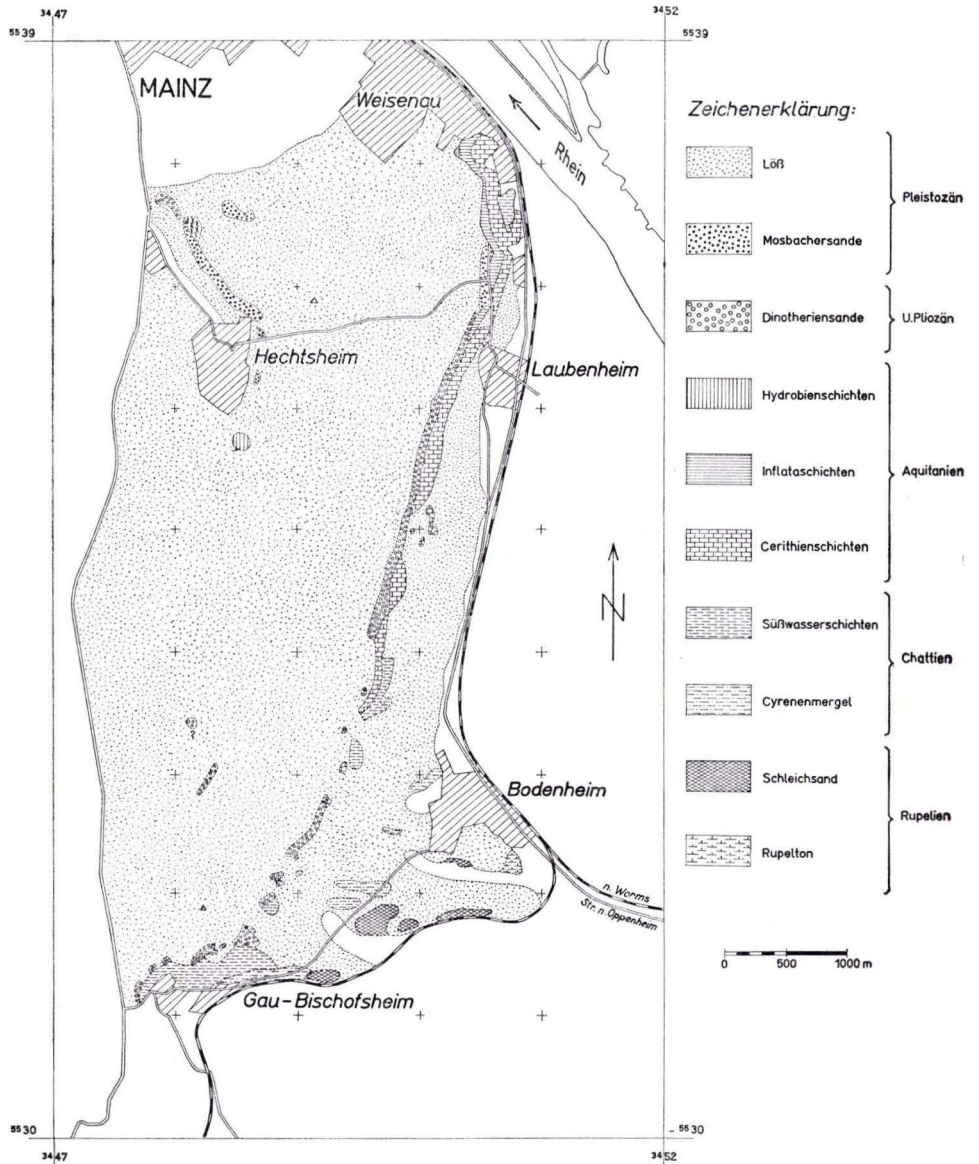 34 47
34 52
55 39
55 39
MAINZ
Weisenau
Rhein
Hechtsheim
Laubenheim
N
Bodenheim
n. Worms
Str. n. Oppenheim
Gau-Bischofsheim
55 30
55 30
34 47
34 52
Zeichenerklärung:
Löß
Mosbachersande
Pleistozän
Dinotheriensande
U.Pliozän
Hydrobienschichten
Inflataschichten
Cerithienschichten
Aquitanien
Süßwasserschichten
Cyrenenmergel
Chattien
Schleichsand
Rupelton
Rupelien
0 500 1000 m